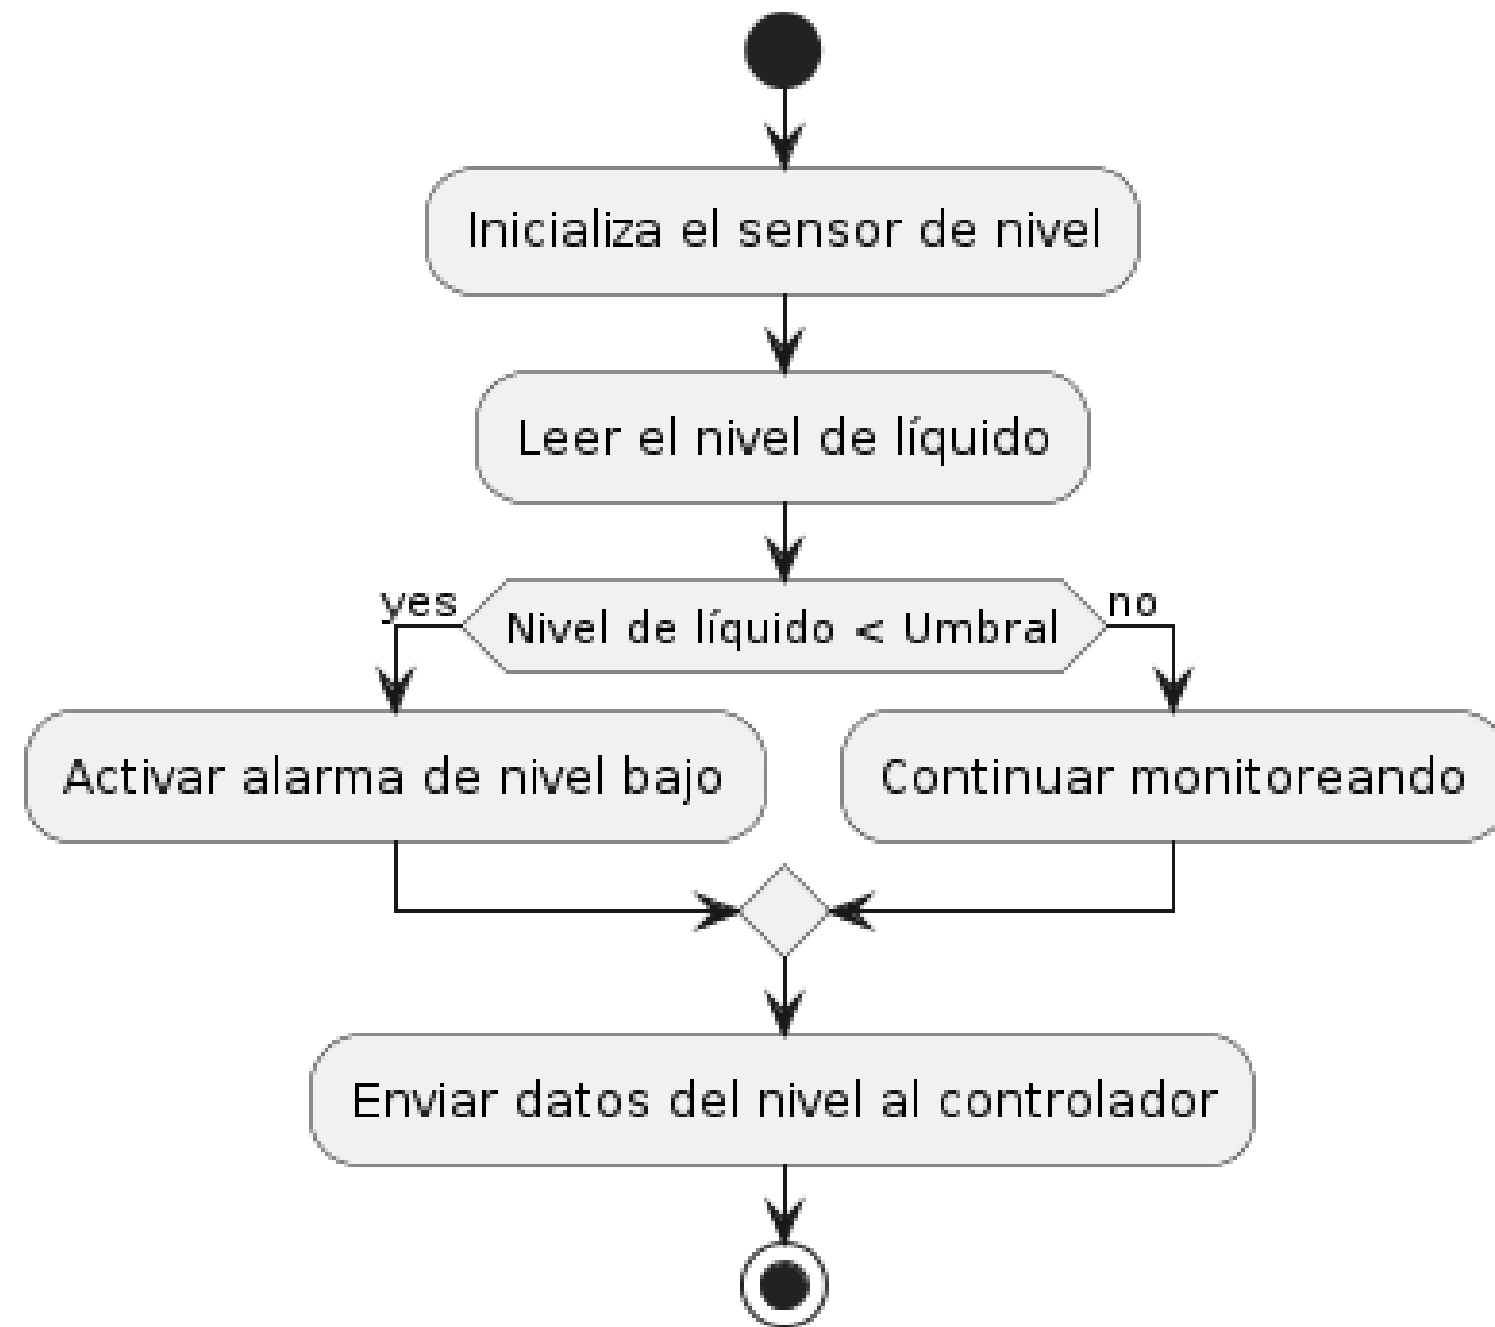 Inicializa el sensor de nivel
Leer el nivel de líquido
yes
Nivel de líquido < Umbral
no
Activar alarma de nivel bajo
Continuar monitoreando
Enviar datos del nivel al controlador